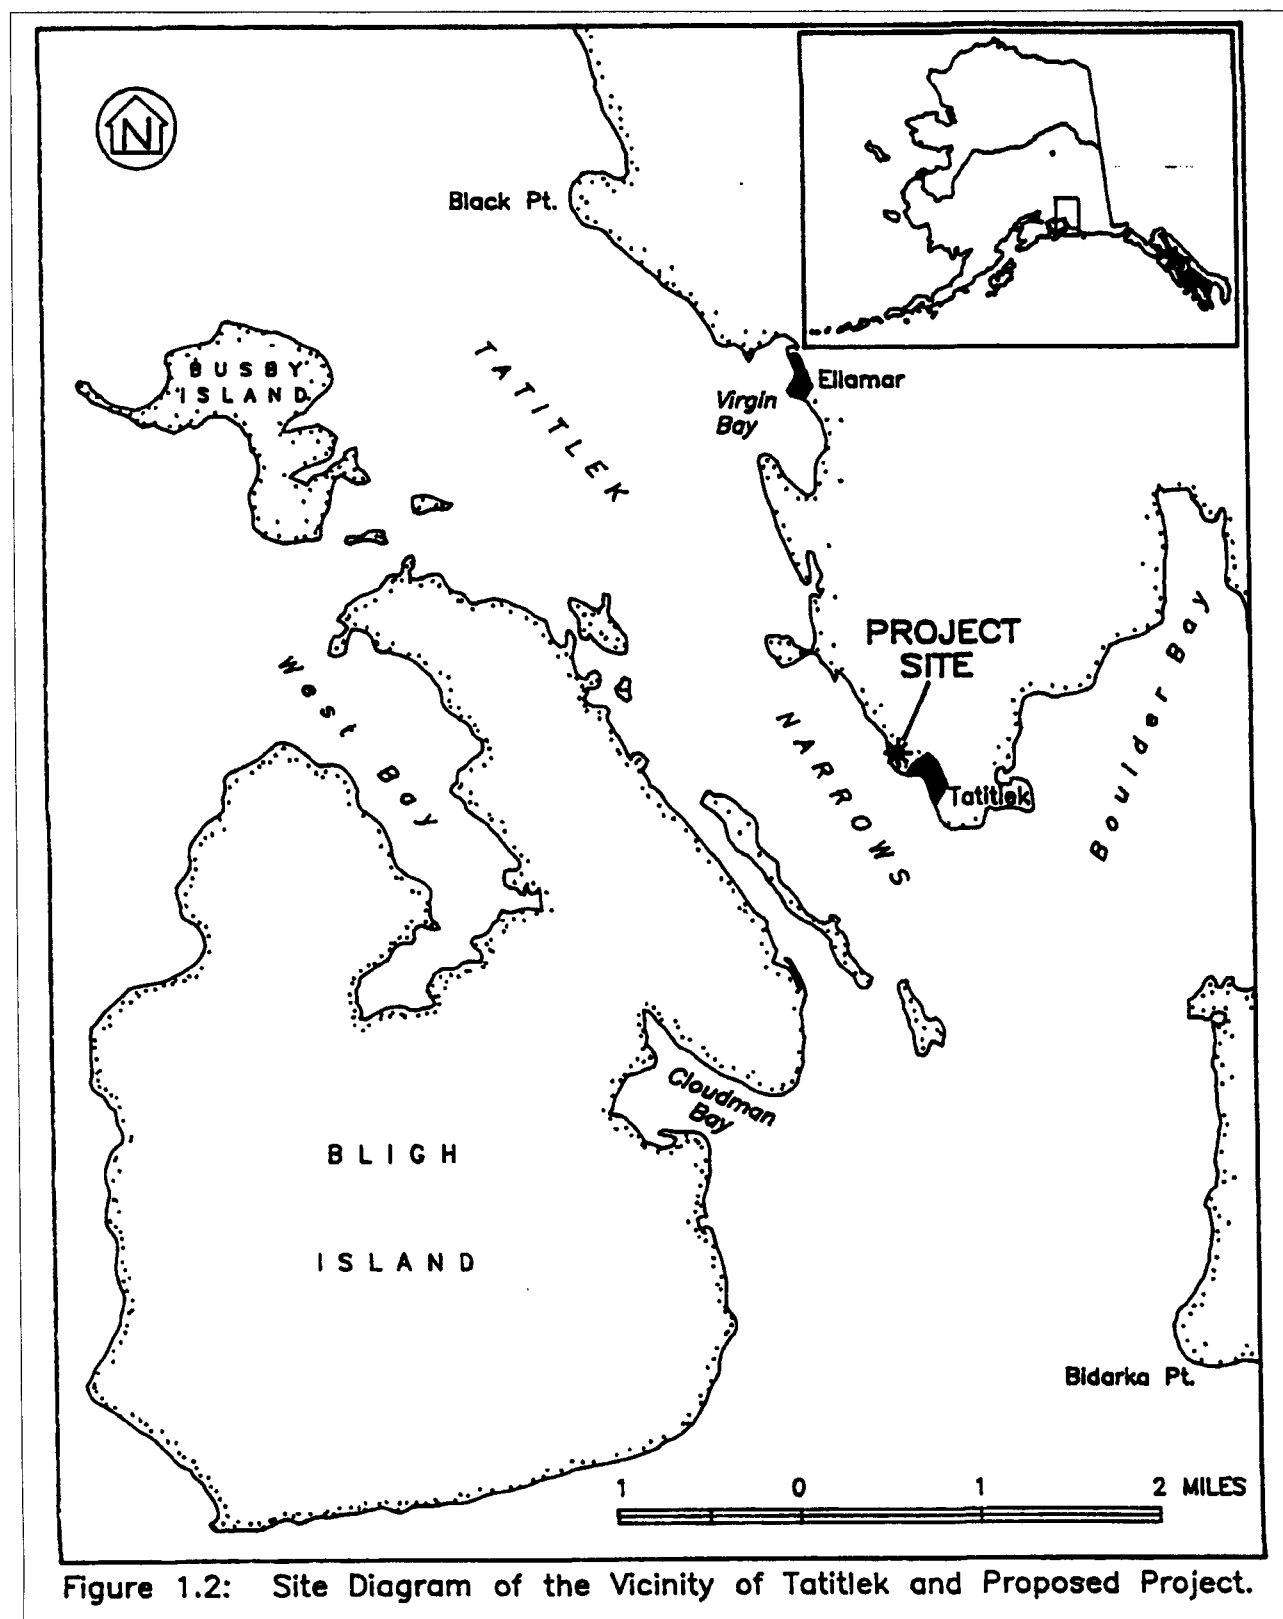 N
Black Pt.
BUSBY
ISLAND
TATITLEK
Ellamar
Virgin
Bay
PROJECT
SITE
West Bay
NARROWS
Tatitlek
Boulder Bay
Cloudman
Bay
BLIGH
ISLAND
Bidarka Pt.
1 0 1 2 MILES
Figure 1.2: Site Diagram of the Vicinity of Tatitlek and Proposed Project.